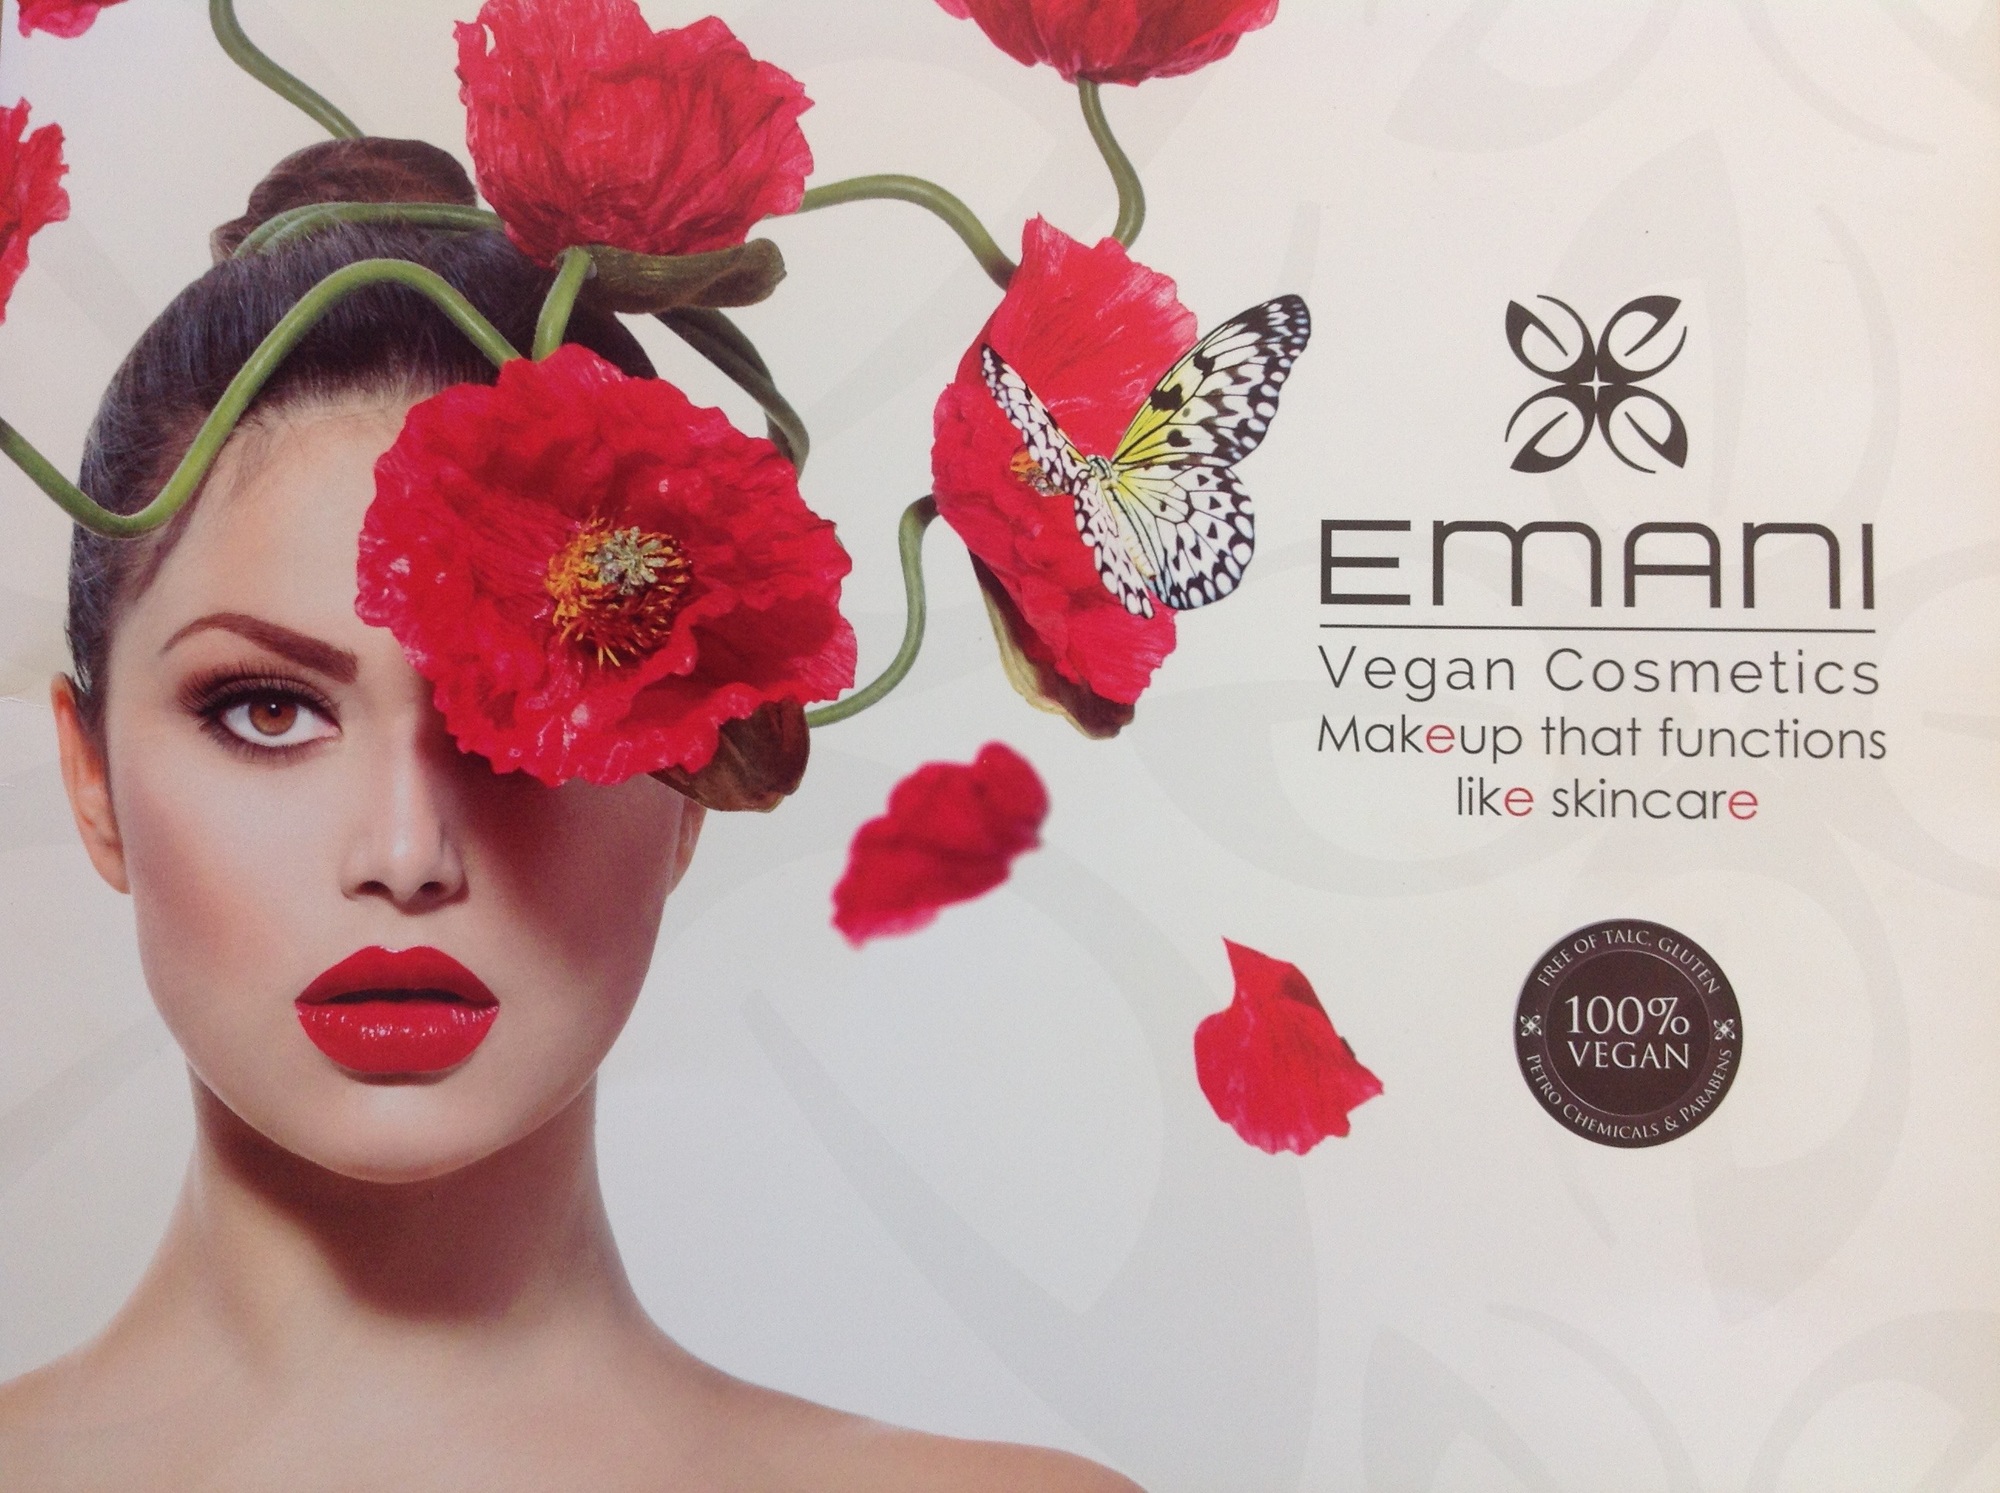 EMANI
Vegan Cosmetics
Makeup that functions
like skincare
FREE OF TALC, GLUTEN
100%
VEGAN
PETRO CHEMICALS & PARABENS